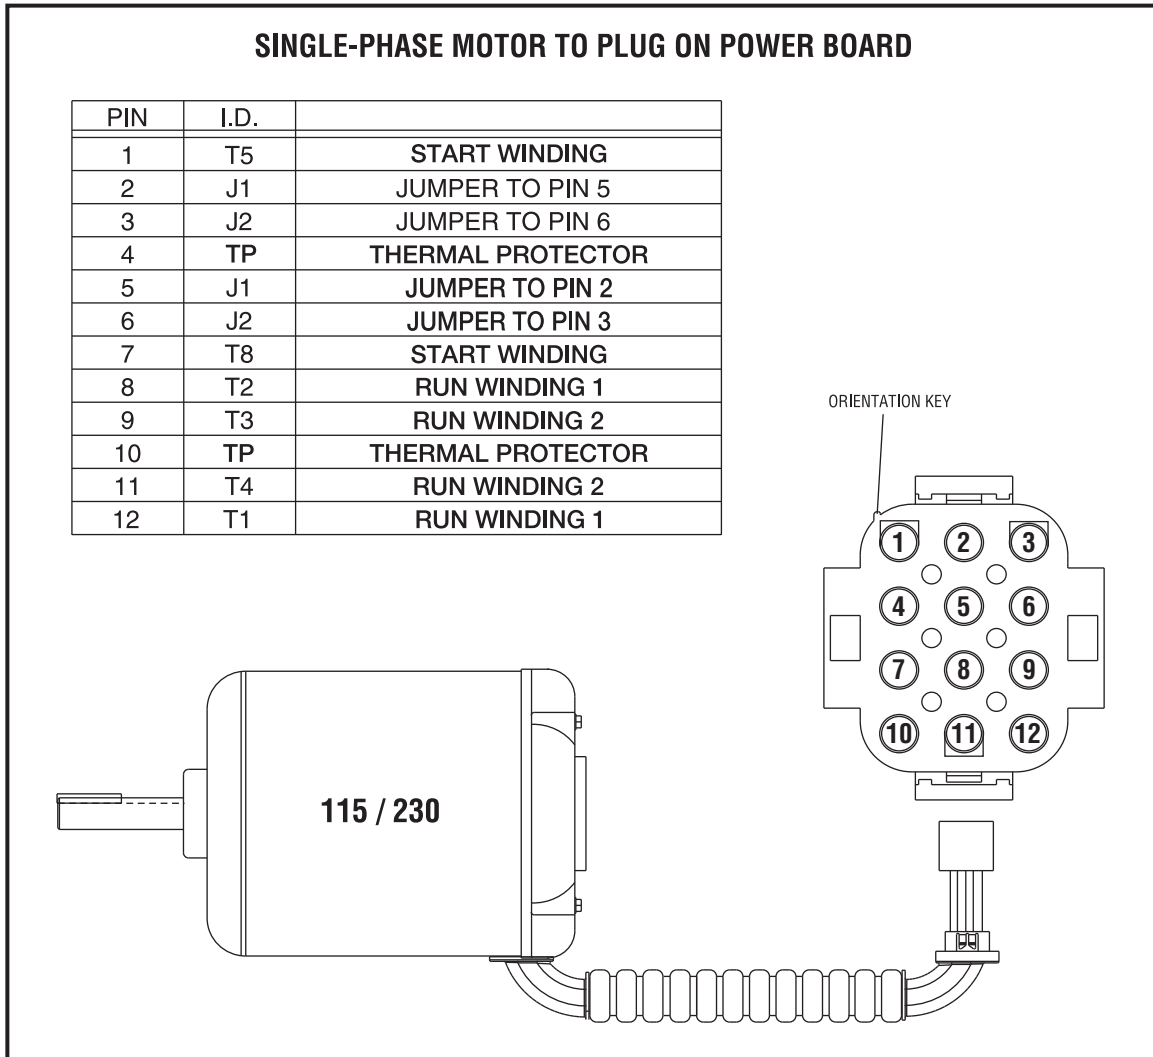 SINGLE-PHASE MOTOR TO PLUG ON POWER BOARD
PIN I.D.
1 T5 START WINDING
2 J1 JUMPER TO PIN 5
3 J2 JUMPER TO PIN 6
4 TP THERMAL PROTECTOR
5 J1 JUMPER TO PIN 2
6 J2 JUMPER TO PIN 3
7 T8 START WINDING
8 T2 RUN WINDING 1
9 T3 RUN WINDING 2
10 TP THERMAL PROTECTOR
11 T4 RUN WINDING 2
12 T1 RUN WINDING 1
ORIENTATION KEY
1 2 3
4 5 6
7 8 9
10 11 12
115 / 230